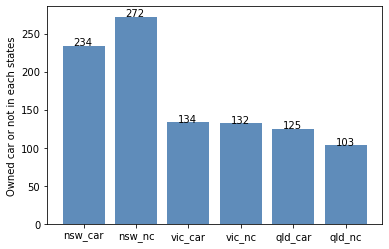 Owned car or not in each states
250
200
150
100
50
0
234
272
134
132
125
103
nsw_car
nsw_nc
vic_car
vic_nc
qld_car
qld_nc